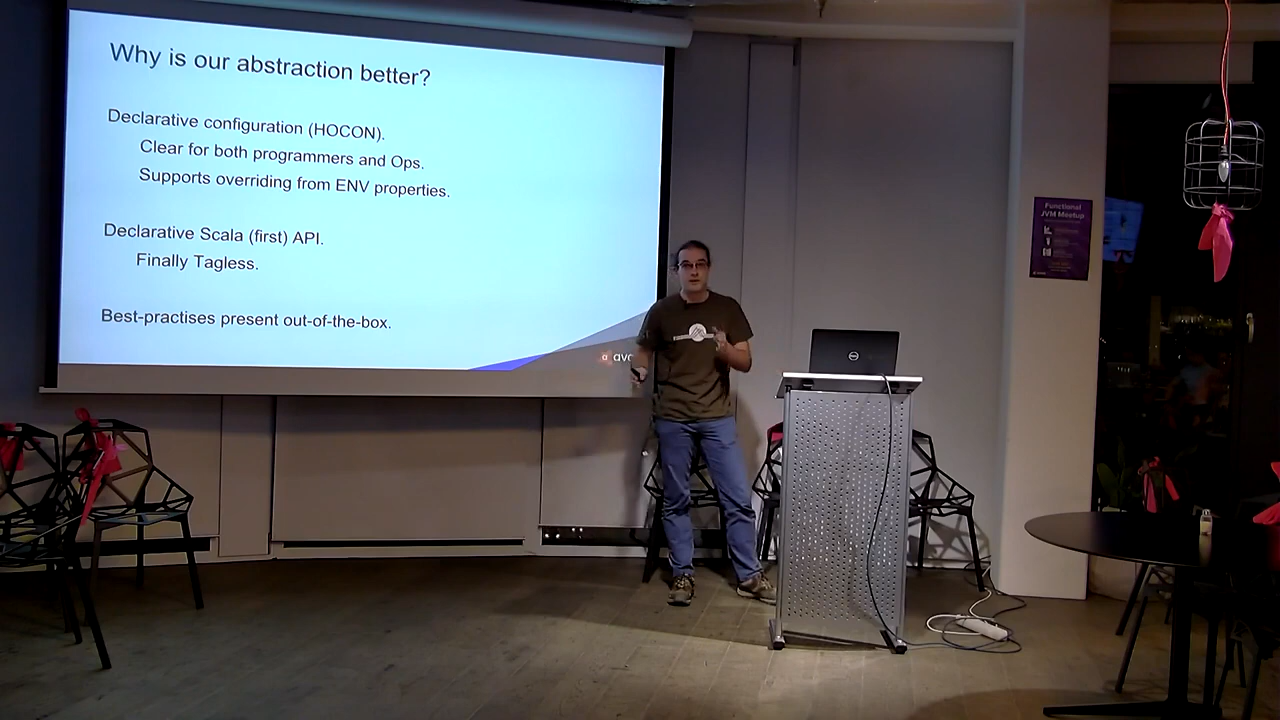 Why is our abstraction better?
Declarative configuration (HOCON).
Clear for both programmers and Ops.
Supports overriding from ENV properties.
Declarative Scala (first) API.
Finally Tagless.
Best-practises present out-of-the-box.
Functional
JVM Meetup
DELL